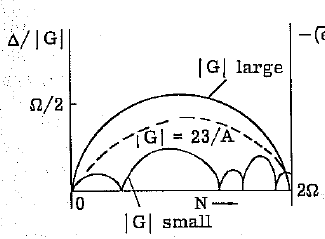 Δ/|G|
|G| large
Ω/2
|G| = 23/A
0
N
2Ω
|G| small